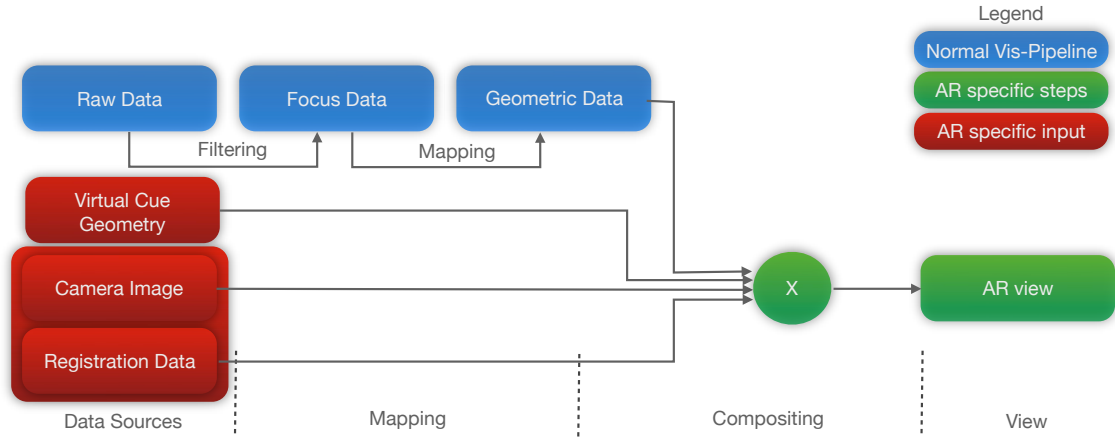 Legend
Normal Vis-Pipeline
AR specific steps
AR specific input
Raw Data
Focus Data
Geometric Data
Filtering
Mapping
Virtual Cue
Geometry
Camera Image
X
AR view
Registration Data
Data Sources
Mapping
Compositing
View